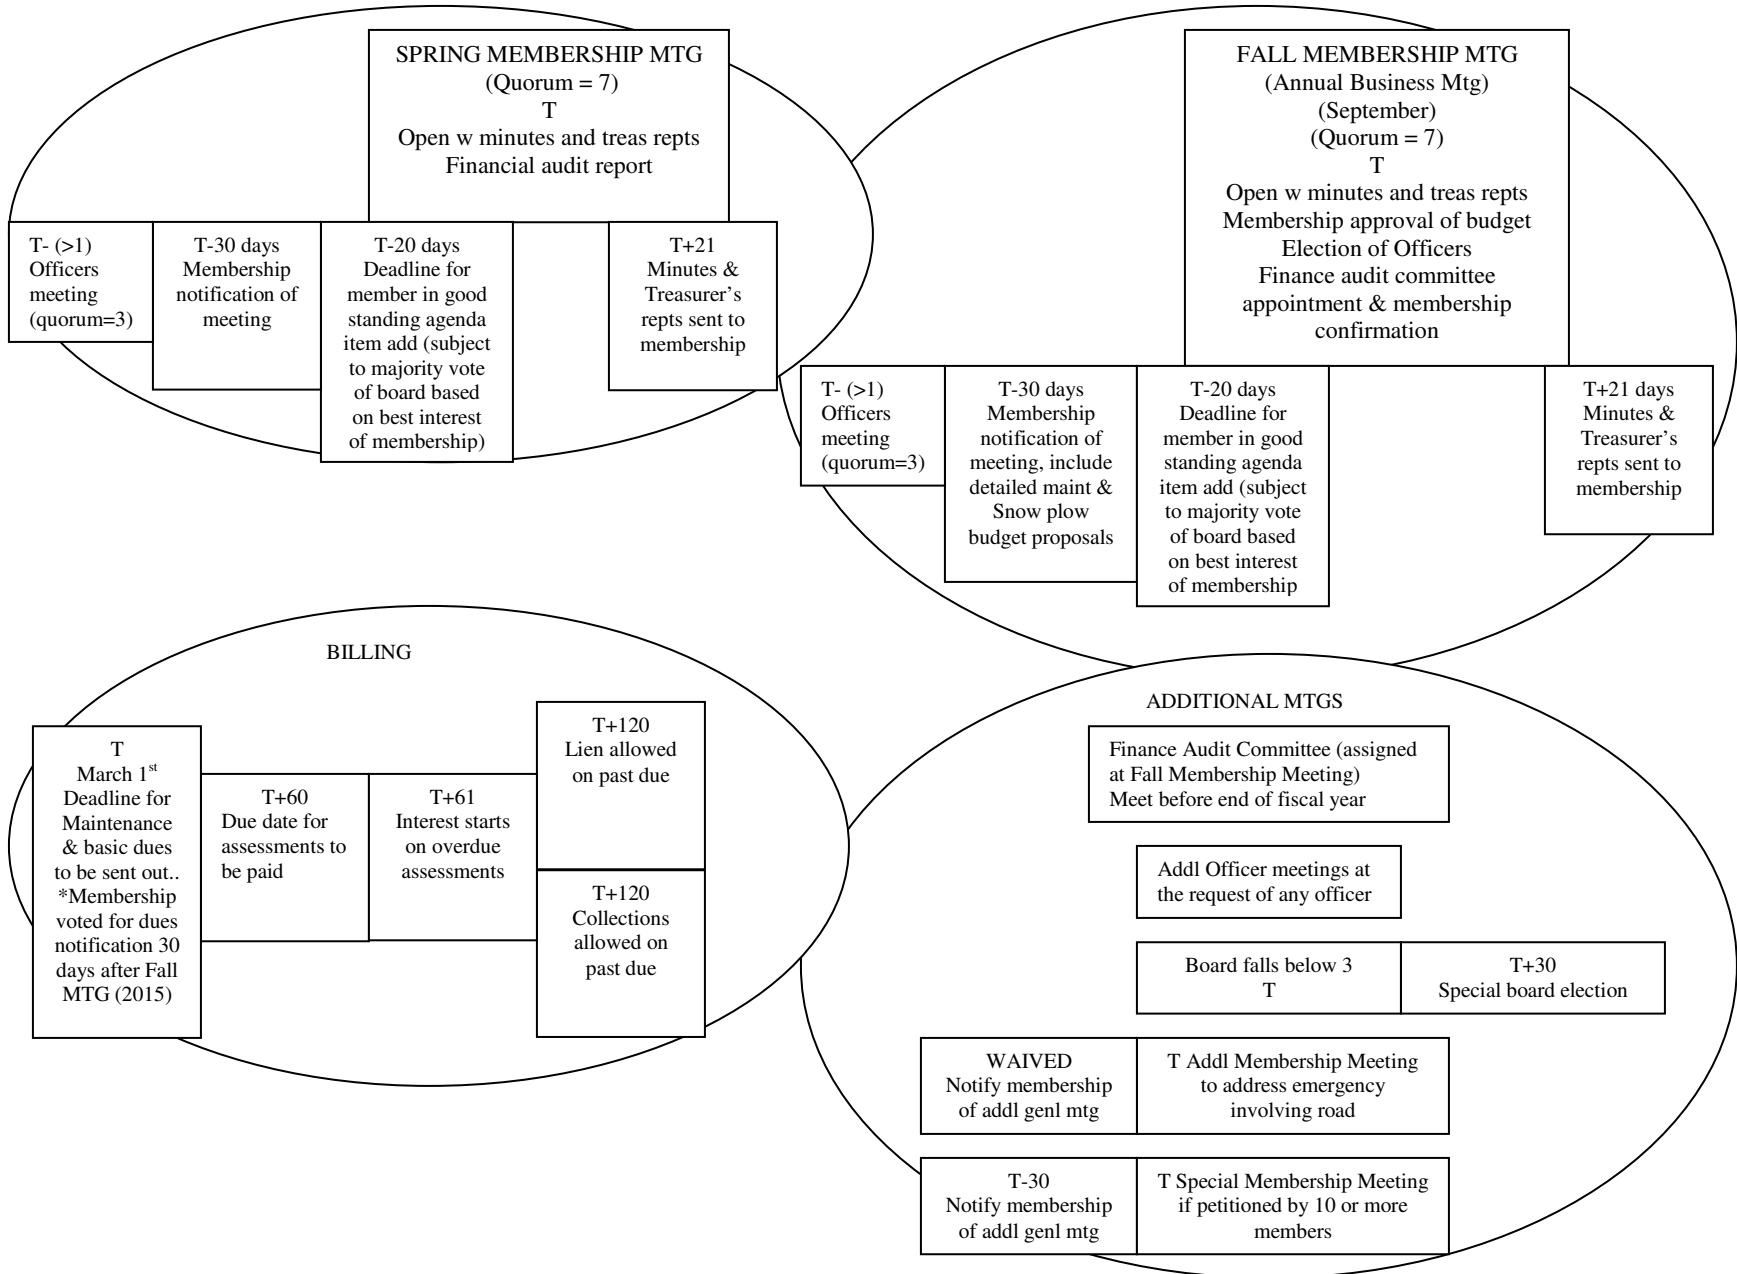 SPRING MEMBERSHIP MTG
(Quorum = 7)
T
Open w minutes and treas repts
Financial audit report
T- (>1)
Officers
meeting
(quorum=3)
T-30 days
Membership
notification of
meeting
T-20 days
Deadline for
member in good
standing agenda
item add (subject
to majority vote
of board based
on best interest
of membership)
T+21
Minutes &
Treasurer’s
repts sent to
membership
FALL MEMBERSHIP MTG
(Annual Business Mtg)
(September)
(Quorum = 7)
T
Open w minutes and treas repts
Membership approval of budget
Election of Officers
Finance audit committee
appointment & membership
confirmation
T- (>1)
Officers
meeting
(quorum=3)
T-30 days
Membership
notification of
meeting, include
detailed maint &
Snow plow
budget proposals
T-20 days
Deadline for
member in good
standing agenda
item add (subject
to majority vote
of board based
on best interest
of membership
T+21 days
Minutes &
Treasurer’s
repts sent to
membership
BILLING
T
March 1st
Deadline for
Maintenance
& basic dues
to be sent out..
*Membership
voted for dues
notification 30
days after Fall
MTG (2015)
T+60
Due date for
assessments to
be paid
T+61
Interest starts
on overdue
assessments
T+120
Lien allowed
on past due
T+120
Collections
allowed on
past due
ADDITIONAL MTGS
Finance Audit Committee (assigned
at Fall Membership Meeting)
Meet before end of fiscal year
Addl Officer meetings at
the request of any officer
Board falls below 3
T
T+30
Special board election
WAIVED
Notify membership
of addl genl mtg
T Addl Membership Meeting
to address emergency
involving road
T-30
Notify membership
of addl genl mtg
T Special Membership Meeting
if petitioned by 10 or more
members